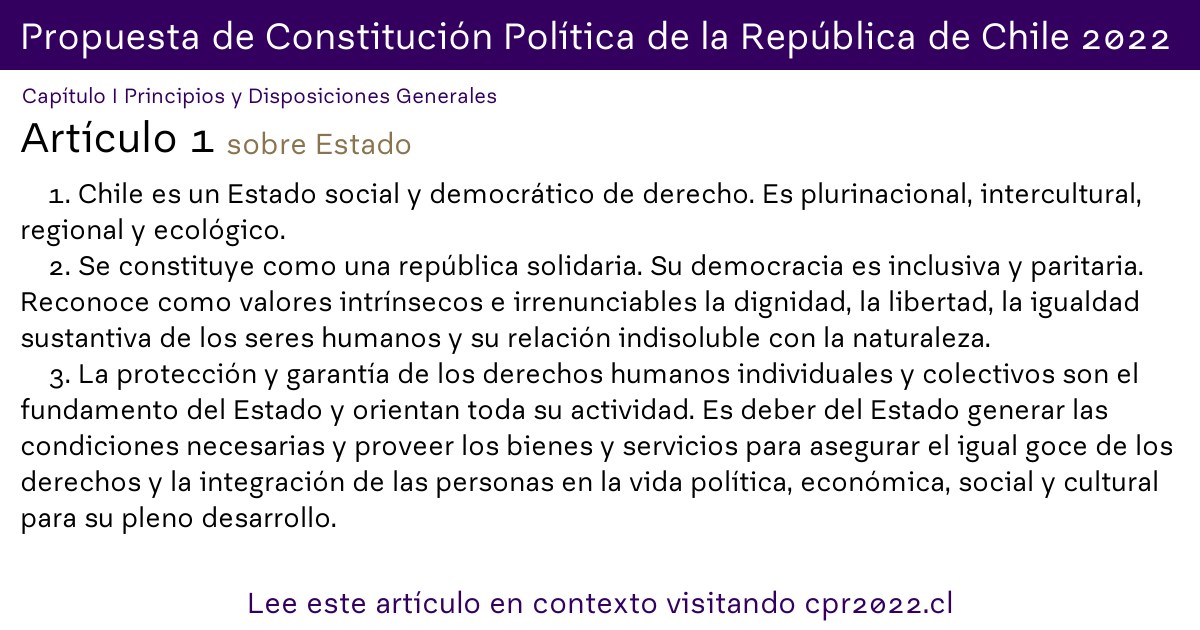 Propuesta de Constitución Política de la República de Chile 2022
Capítulo I Principios y Disposiciones Generales
Artículo 1 sobre Estado
1. Chile es un Estado social y democrático de derecho. Es plurinacional, intercultural,
regional y ecológico.
2. Se constituye como una república solidaria. Su democracia es inclusiva y paritaria.
Reconoce como valores intrínsecos e irrenunciables la dignidad, la libertad, la igualdad
sustantiva de los seres humanos y su relación indisoluble con la naturaleza.
3. La protección y garantía de los derechos humanos individuales y colectivos son el
fundamento del Estado y orientan toda su actividad. Es deber del Estado generar las
condiciones necesarias y proveer los bienes y servicios para asegurar el igual goce de los
derechos y la integración de las personas en la vida política, económica, social y cultural
para su pleno desarrollo.
Lee este artículo en contexto visitando cpr2022.cl